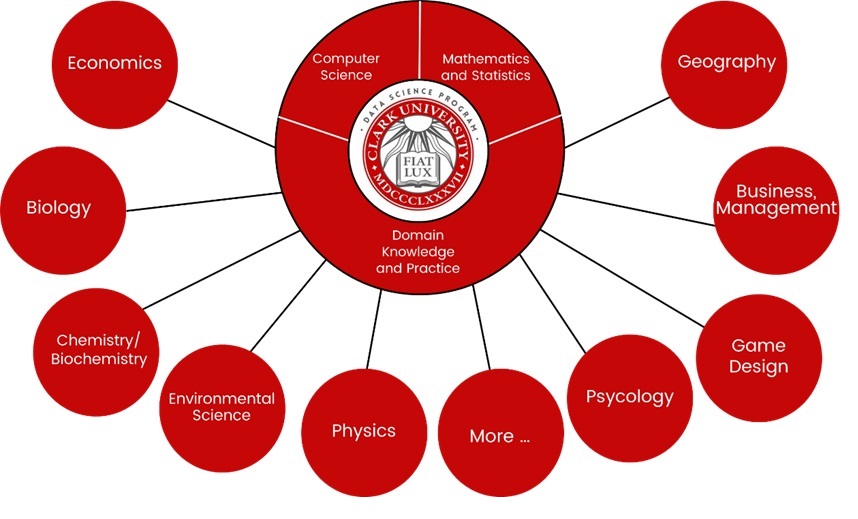 Economics
Computer
Science
Mathematics
and Statistics
Geography
· DATA SCIENCE PROGRAM ·
CLARK UNIVERSITY
FIAT
LUX
MDCCCLXXXVII
Biology
Business,
Management
Domain
Knowledge
and Practice
Chemistry/
Biochemistry
Game
Design
Environmental
Science
Physics
More ...
Psycology